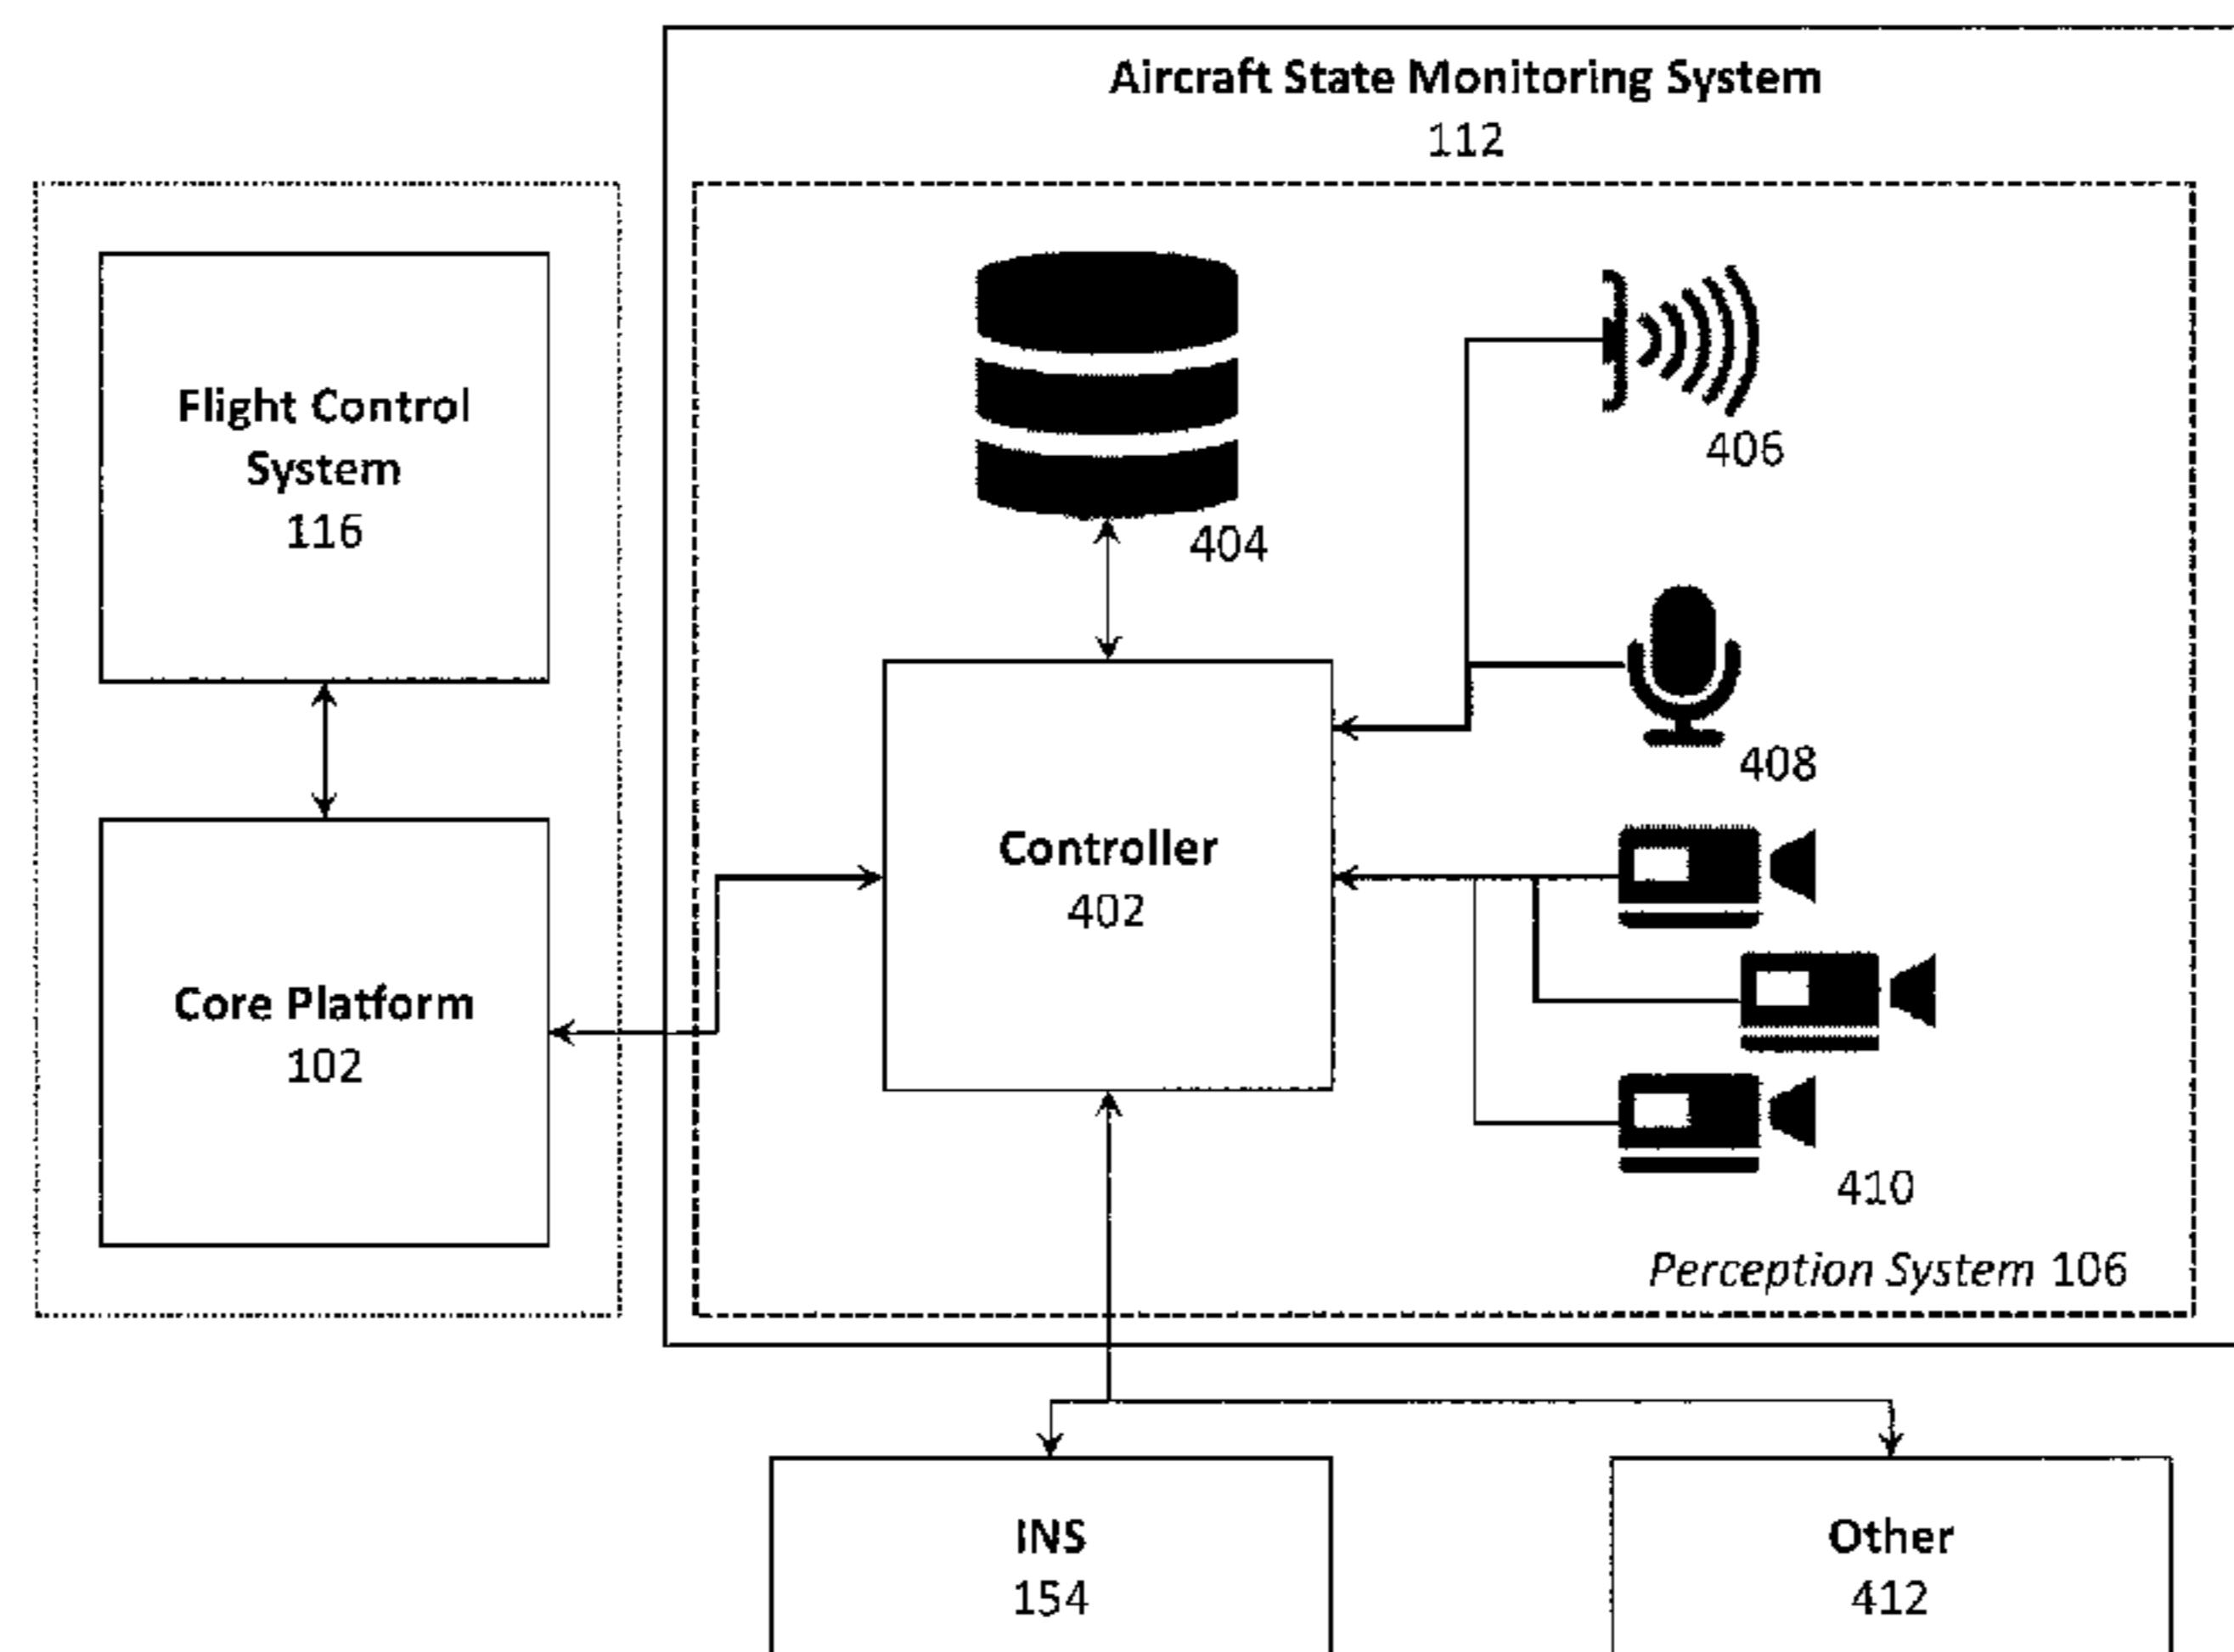 Aircraft State Monitoring System
112
Flight Control
System
116
Core Platform
102
404
406
408
Controller
402
410
Perception System 106
INS
154
Other
412